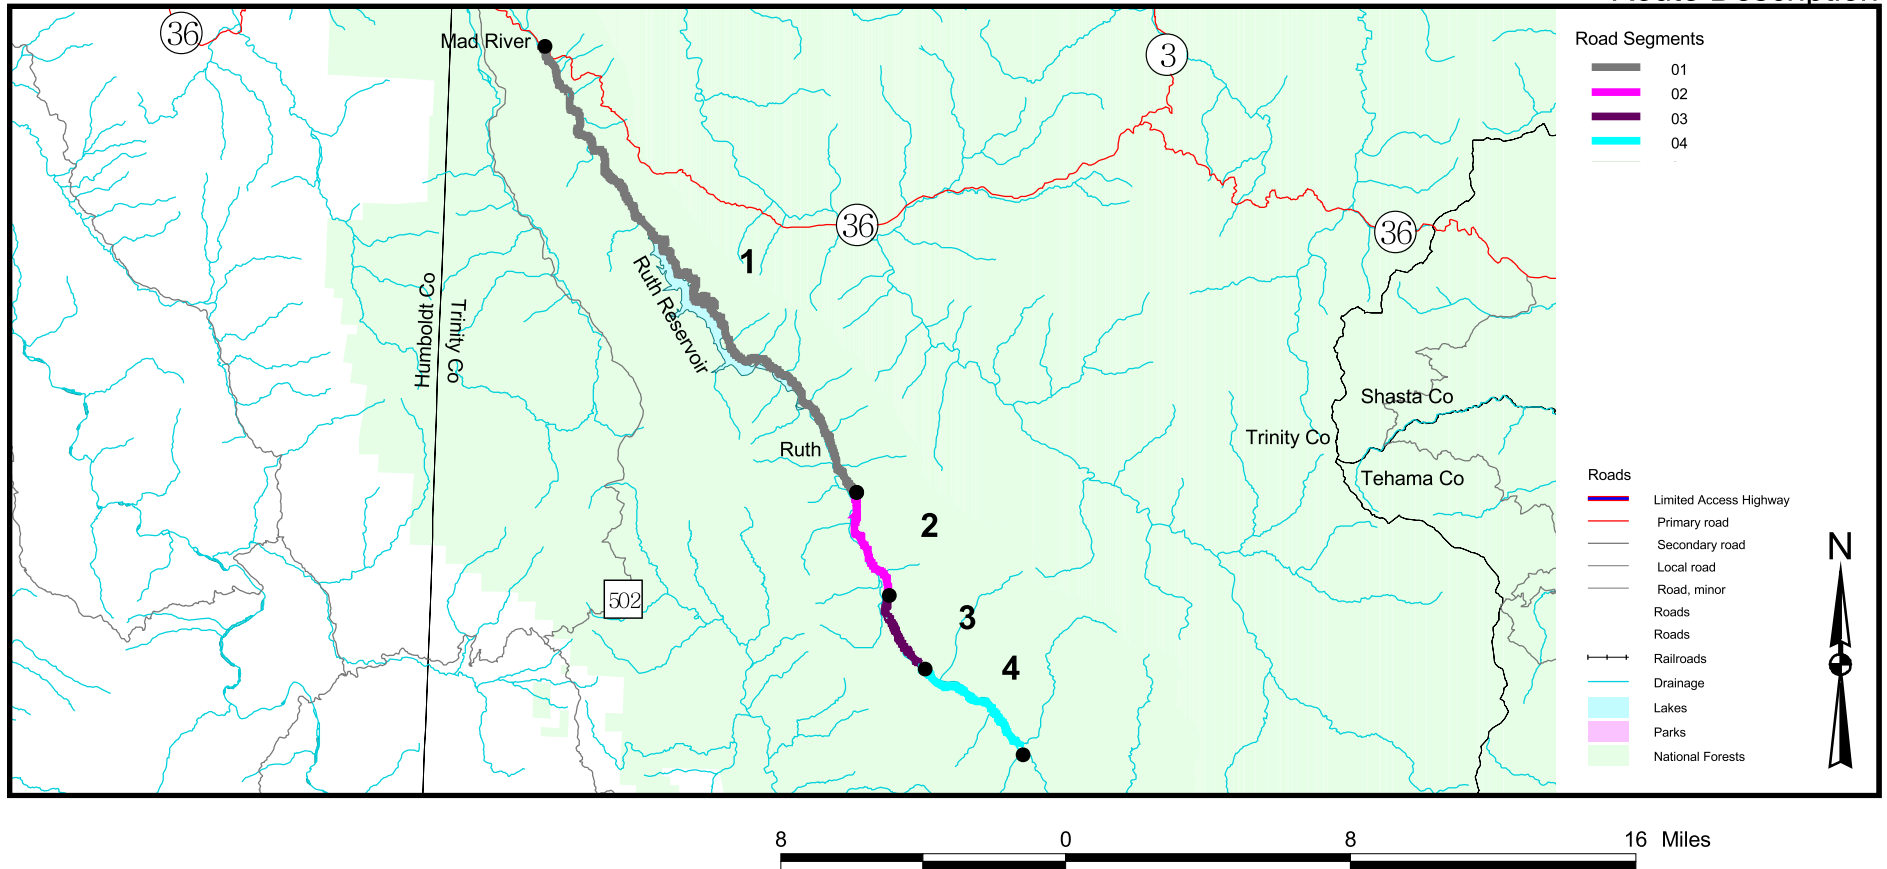 Route Description
36
Mad River
3
Road Segments
01
02
03
04
36
36
1
Ruth Reservoir
Humboldt Co
Trinity Co
Shasta Co
Trinity Co
Tehama Co
Ruth
2
502
3
4
Roads
Limited Access Highway
Primary road
Secondary road
Local road
Road, minor
Roads
Roads
Railroads
Drainage
Lakes
Parks
National Forests
N
8 0 8 16 Miles